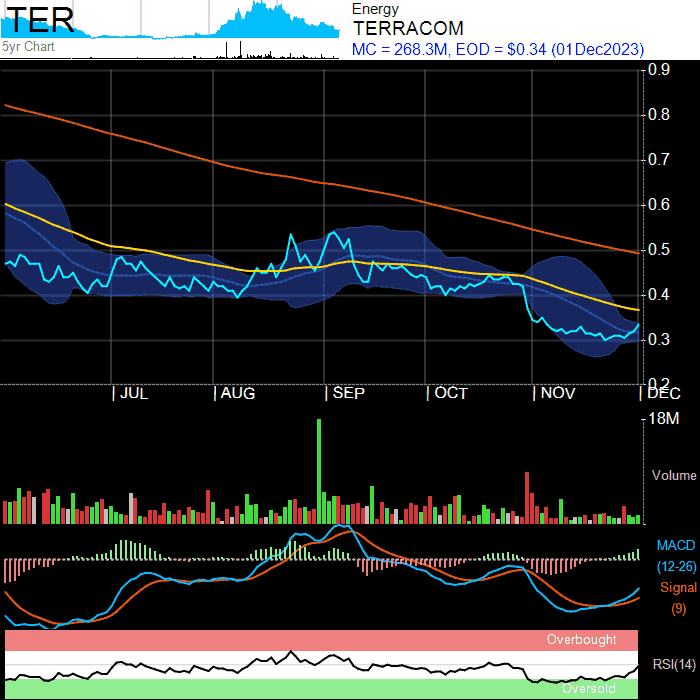 TER
5yr Chart
Energy
TERRACOM
MC = 268.3M, EOD = $0.34 (01Dec2023)
0.9
0.8
0.7
0.6
0.5
0.4
0.3
0.2
JUL
AUG
SEP
OCT
NOV
DEC
18M
Volume
MACD
(12-26)
Signal
(9)
Overbought
RSI(14)
Oversold